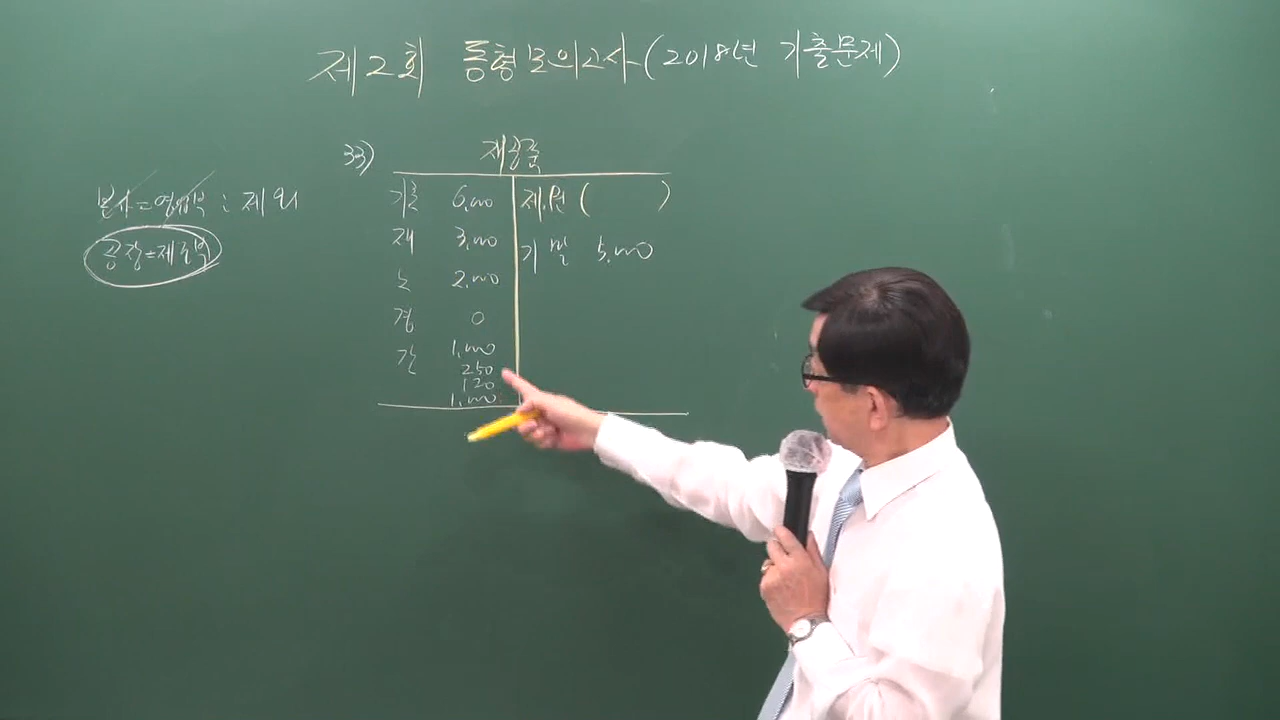 제2회 동형모의고사(2018년 기출문제)
33) 재공품
본사=영업부 : 제외
공장=제조부
기초 6,000 제.원 ( )
재 3,000
기말 5,000
노 2,000
경 0
간 1,000
250
120
1,000